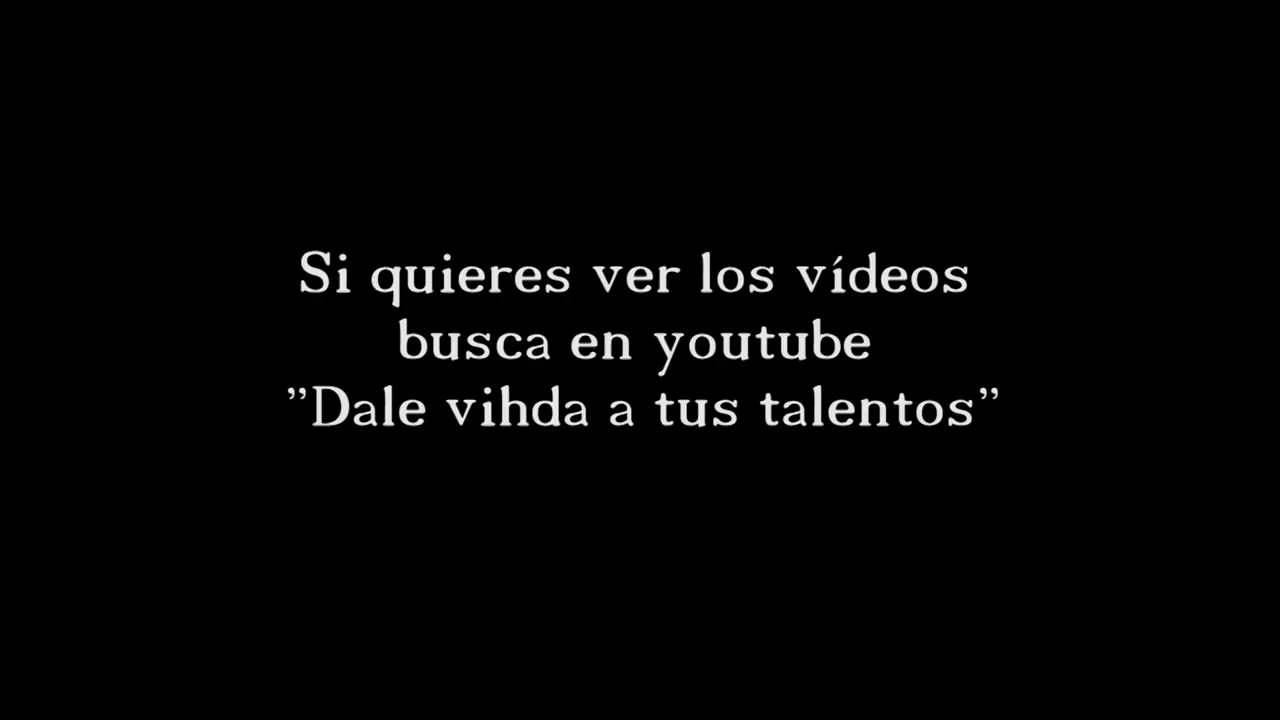 Si quieres ver los vídeos
busca en youtube
"Dale vihda a tus talentos"